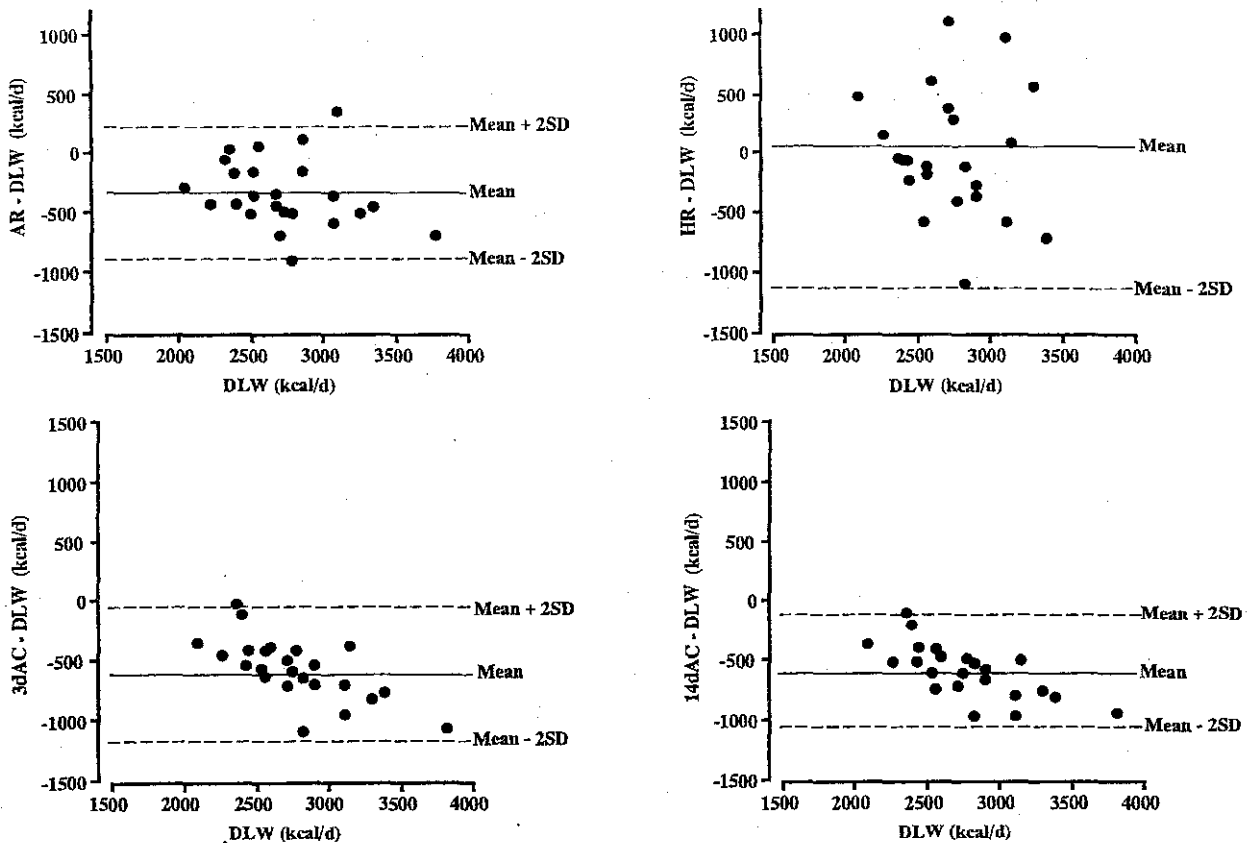 1000
500
0
-500
-1000
-1500
AR - DLW (kcal/d)
Mean + 2SD
Mean
Mean - 2SD
1500 2000 2500 3000 3500 4000
DLW (kcal/d)
1000
500
0
-500
-1000
-1500
HR - DLW (kcal/d)
Mean
Mean - 2SD
1500 2000 2500 3000 3500 4000
DLW (kcal/d)
1500
1000
500
0
-500
-1000
-1500
3dAC - DLW (kcal/d)
Mean + 2SD
Mean
Mean - 2SD
1500 2000 2500 3000 3500 4000
DLW (kcal/d)
1500
1000
500
0
-500
-1000
-1500
14dAC - DLW (kcal/d)
Mean + 2SD
Mean
Mean - 2SD
1500 2000 2500 3000 3500 4000
DLW (kcal/d)